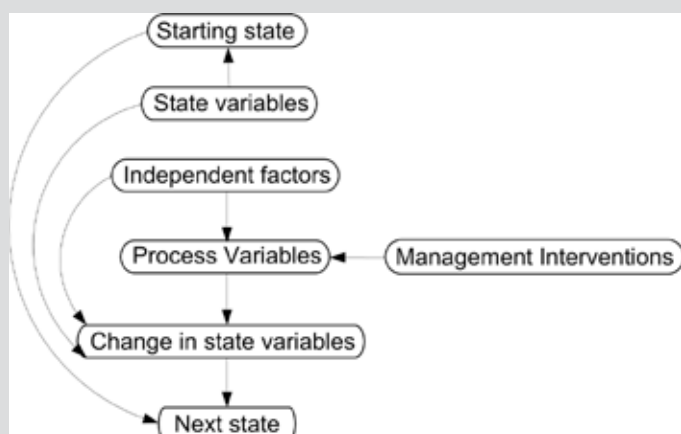 Starting state
State variables
Independent factors
Process Variables
Management Interventions
Change in state variables
Next state